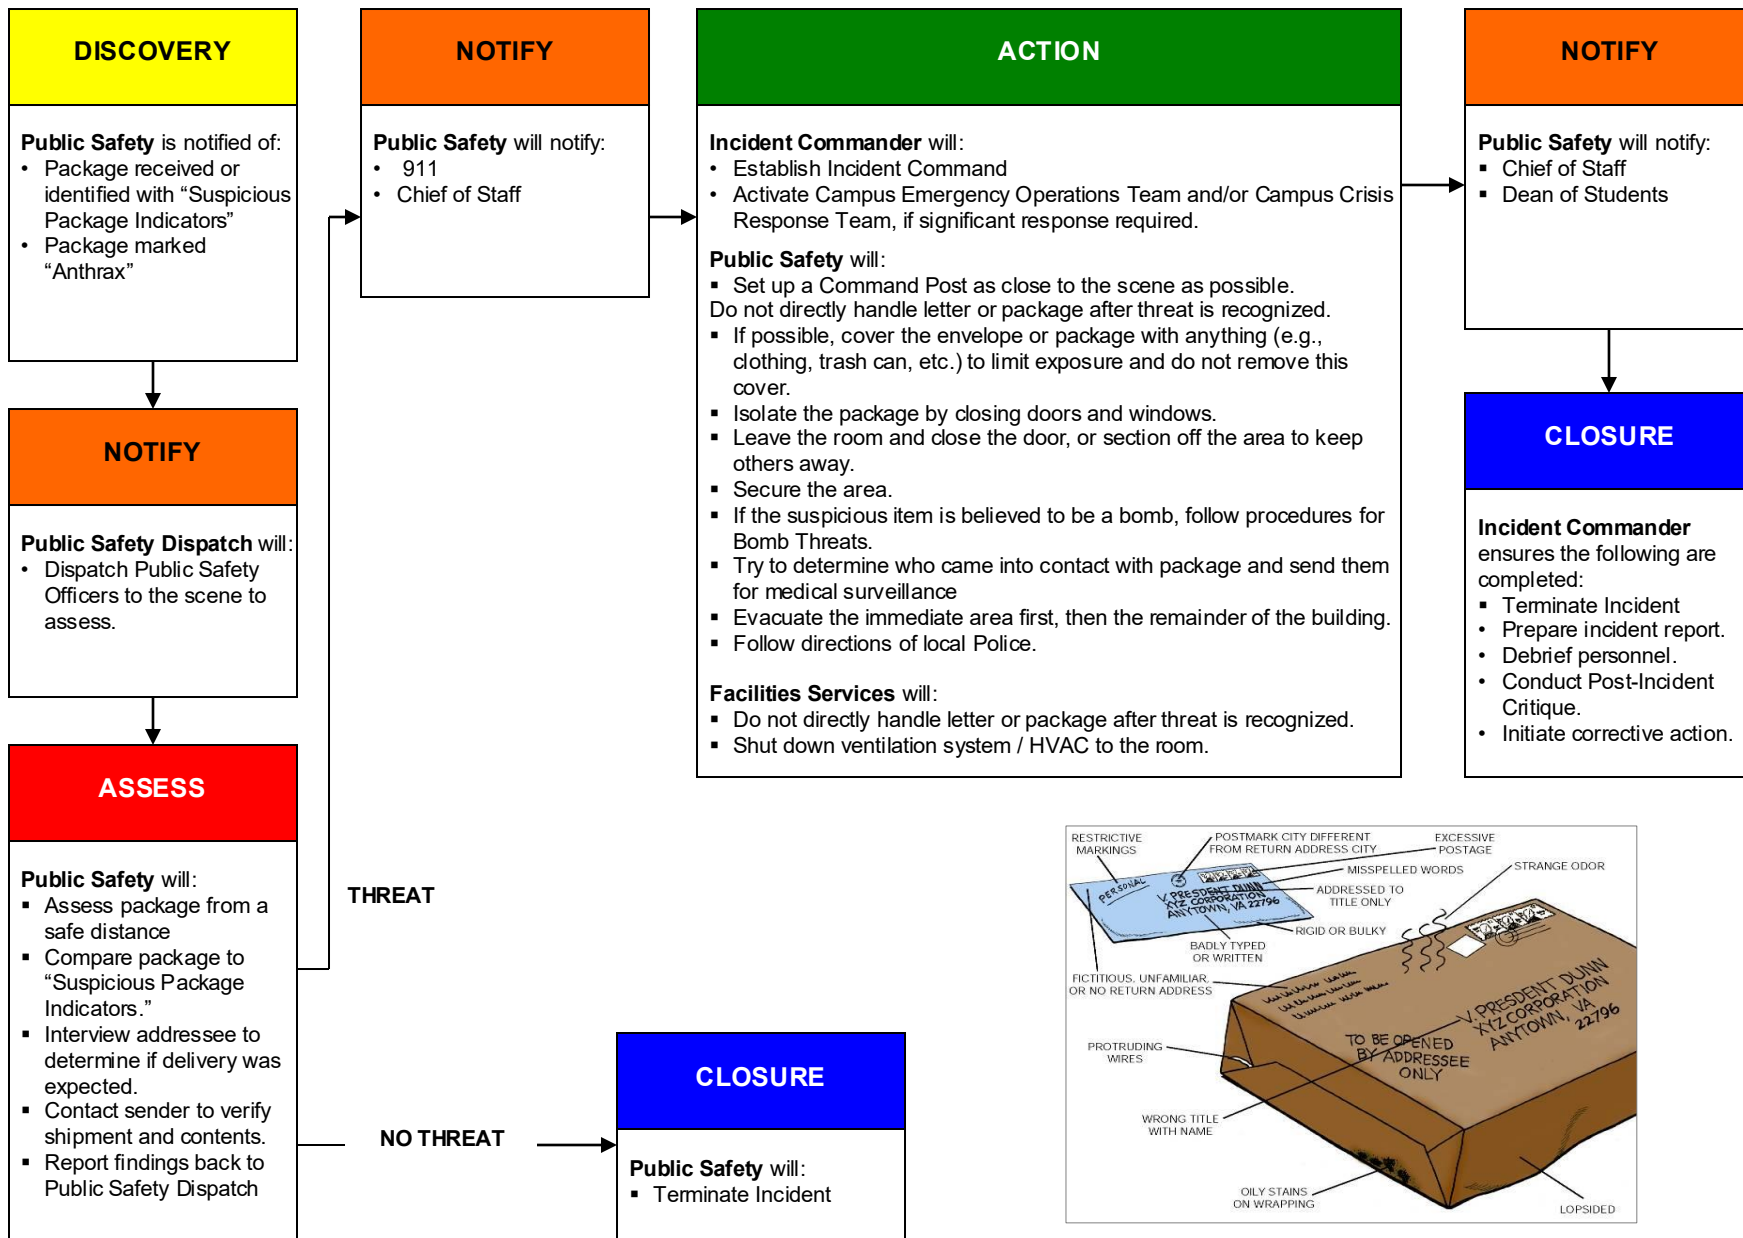 DISCOVERY
Public Safety is notified of:
• Package received or
identified with “Suspicious
Package Indicators”
• Package marked
“Anthrax”
NOTIFY
Public Safety Dispatch will:
• Dispatch Public Safety
Officers to the scene to
assess.
ASSESS
Public Safety will:
▪ Assess package from a
safe distance
▪ Compare package to
“Suspicious Package
Indicators.”
▪ Interview addressee to
determine if delivery was
expected.
▪ Contact sender to verify
shipment and contents.
▪ Report findings back to
Public Safety Dispatch
THREAT
NO THREAT
NOTIFY
Public Safety will notify:
• 911
• Chief of Staff
CLOSURE
Public Safety will:
▪ Terminate Incident
ACTION
Incident Commander will:
• Establish Incident Command
• Activate Campus Emergency Operations Team and/or Campus Crisis
Response Team, if significant response required.
Public Safety will:
▪ Set up a Command Post as close to the scene as possible.
Do not directly handle letter or package after threat is recognized.
▪ If possible, cover the envelope or package with anything (e.g.,
clothing, trash can, etc.) to limit exposure and do not remove this
cover.
▪ Isolate the package by closing doors and windows.
▪ Leave the room and close the door, or section off the area to keep
others away.
▪ Secure the area.
▪ If the suspicious item is believed to be a bomb, follow procedures for
Bomb Threats.
▪ Try to determine who came into contact with package and send them
for medical surveillance
▪ Evacuate the immediate area first, then the remainder of the building.
▪ Follow directions of local Police.
Facilities Services will:
▪ Do not directly handle letter or package after threat is recognized.
▪ Shut down ventilation system / HVAC to the room.
NOTIFY
Public Safety will notify:
▪ Chief of Staff
▪ Dean of Students
CLOSURE
Incident Commander
ensures the following are
completed:
▪ Terminate Incident
• Prepare incident report.
• Debrief personnel.
• Conduct Post-Incident
Critique.
• Initiate corrective action.
RESTRICTIVE
MARKINGS
POSTMARK CITY DIFFERENT
FROM RETURN ADDRESS CITY
EXCESSIVE
POSTAGE
MISSPELLED WORDS
STRANGE ODOR
ADDRESSED TO
TITLE ONLY
RIGID OR BULKY
BADLY TYPED
OR WRITTEN
FICTITIOUS, UNFAMILIAR,
OR NO RETURN ADDRESS
PERSONAL
V. PRESDENT DUNN
XYZ CORPORATION
ANYTOWN, VA 22796
PROTRUDING
WIRES
WRONG TITLE
WITH NAME
OILY STAINS
ON WRAPPING
LOPSIDED
V. PRESDENT DUNN
XYZ CORPORATION
ANYTOWN, VA
22796
TO BE OPENED
BY ADDRESSEE
ONLY